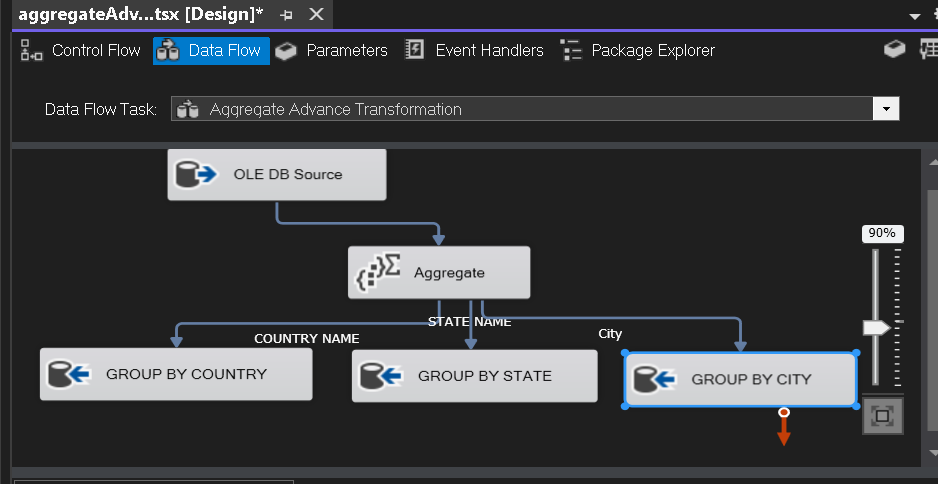 aggregateAdv...tsx [Design]*
Control Flow
Data Flow
Parameters
Event Handlers
Package Explorer
Data Flow Task:
Aggregate Advance Transformation
OLE DB Source
90%
Aggregate
STATE NAME
COUNTRY NAME
City
GROUP BY COUNTRY
GROUP BY STATE
GROUP BY CITY